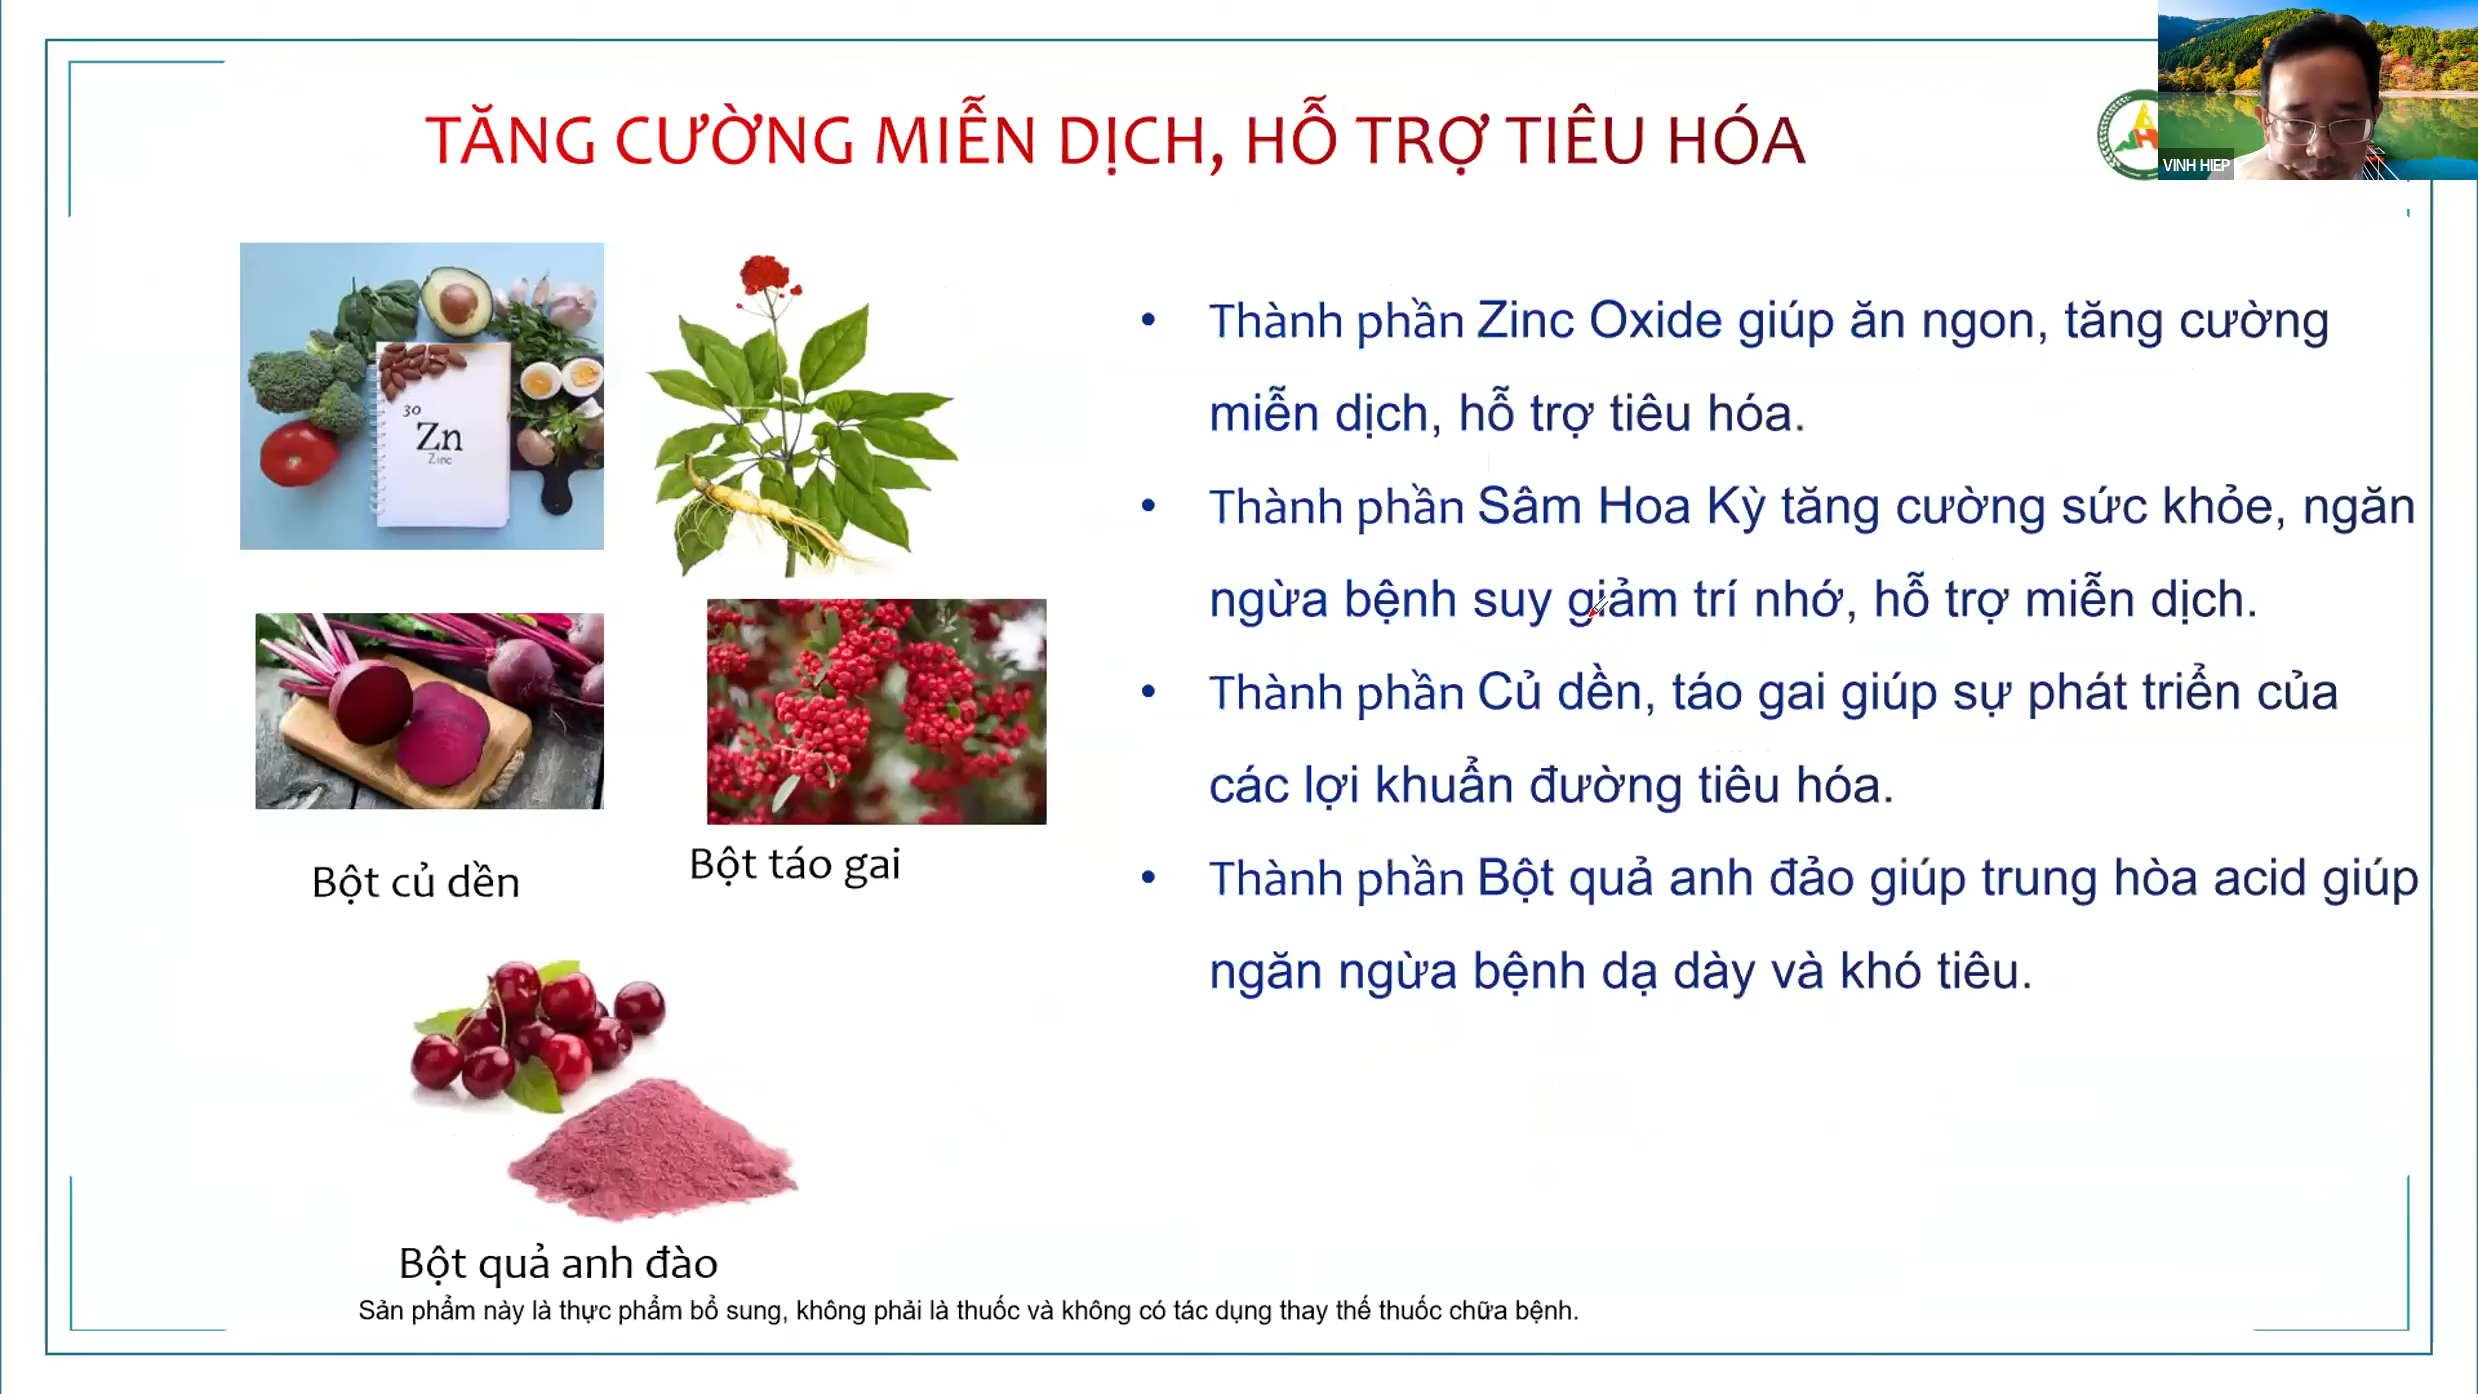 TĂNG CƯỜNG MIỄN DỊCH, HỖ TRỢ TIÊU HÓA
VINH HIEP
30
Zn
Zinc
• Thành phần Zinc Oxide giúp ăn ngon, tăng cường
miễn dịch, hỗ trợ tiêu hóa.
• Thành phần Sâm Hoa Kỳ tăng cường sức khỏe, ngăn
ngừa bệnh suy giảm trí nhớ, hỗ trợ miễn dịch.
• Thành phần Củ dền, táo gai giúp sự phát triển của
các lợi khuẩn đường tiêu hóa.
• Thành phần Bột quả anh đảo giúp trung hòa acid giúp
ngăn ngừa bệnh dạ dày và khó tiêu.
Bột củ dền
Bột táo gai
Bột quả anh đào
Sản phẩm này là thực phẩm bổ sung, không phải là thuốc và không có tác dụng thay thế thuốc chữa bệnh.